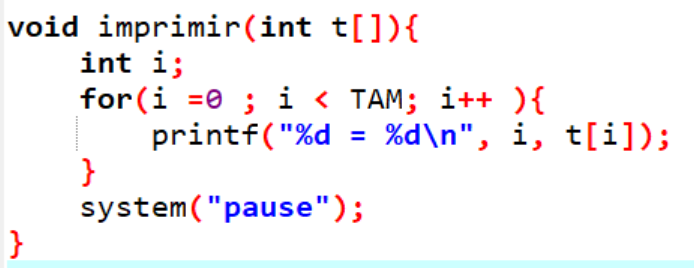 void imprimir(int t[]){
    int i;
    for(i =0 ; i < TAM; i++ ){
        printf("%d = %d\n", i, t[i]);
    }
    system("pause");
}